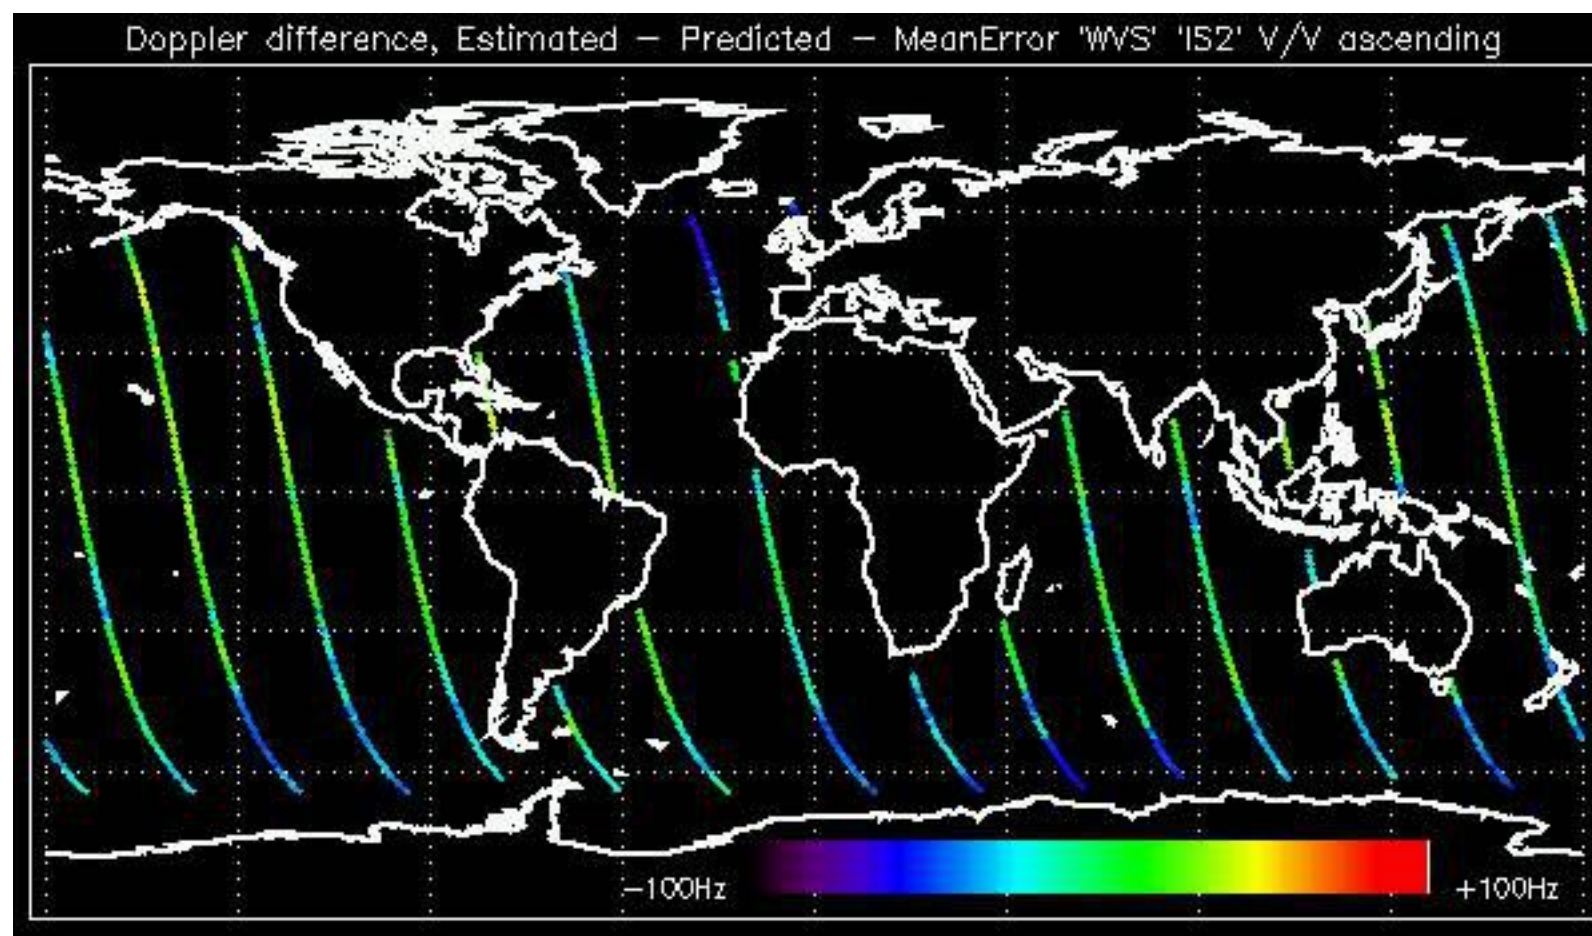 Doppler difference, Estimated – Predicted – MeanError 'WVS' 'IS2' V/V ascending
–100Hz
+100Hz